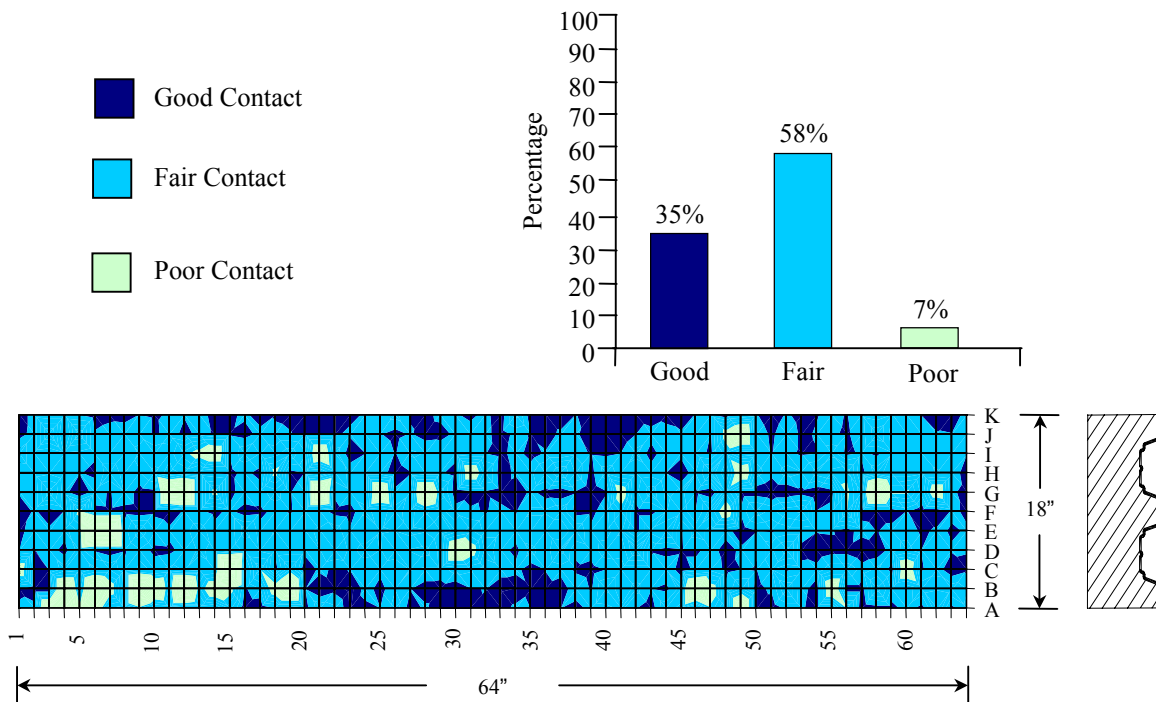 Good Contact
Fair Contact
Poor Contact
Percentage
100
90
80
70
60
50
40
30
20
10
0
35%
58%
7%
Good Fair Poor
K
J
I
H
G
F
E
D
C
B
A
18”
1 5 10 15 20 25 30 35 40 45 50 55 60
64”